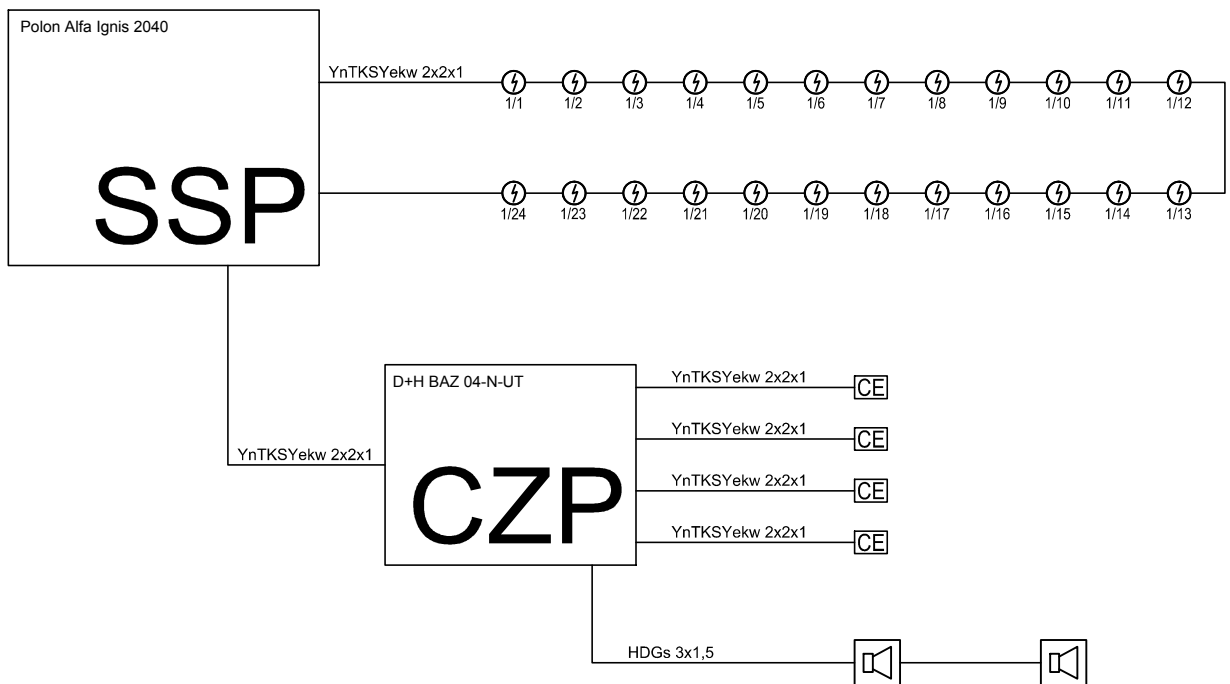 Polon Alfa Ignis 2040
SSP
YnTKSYekw 2x2x1
1/1 1/2 1/3 1/4 1/5 1/6 1/7 1/8 1/9 1/10 1/11 1/12
1/24 1/23 1/22 1/21 1/20 1/19 1/18 1/17 1/16 1/15 1/14 1/13
YnTKSYekw 2x2x1
D+H BAZ 04-N-UT
CZP
YnTKSYekw 2x2x1 CE
YnTKSYekw 2x2x1 CE
YnTKSYekw 2x2x1 CE
YnTKSYekw 2x2x1 CE
HDGs 3x1,5